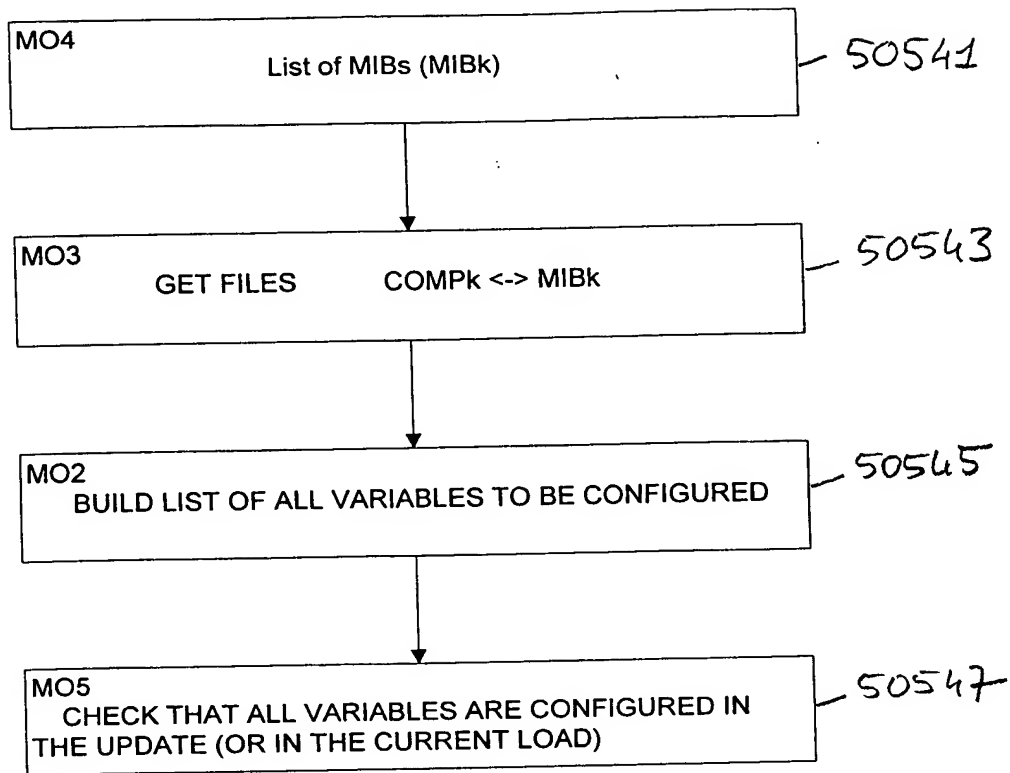 MO4
List of MIBs (MIBk)
50541
MO3
GET FILES COMPk <-> MIBk
50543
MO2
BUILD LIST OF ALL VARIABLES TO BE CONFIGURED
50545
MO5
CHECK THAT ALL VARIABLES ARE CONFIGURED IN
THE UPDATE (OR IN THE CURRENT LOAD)
50547